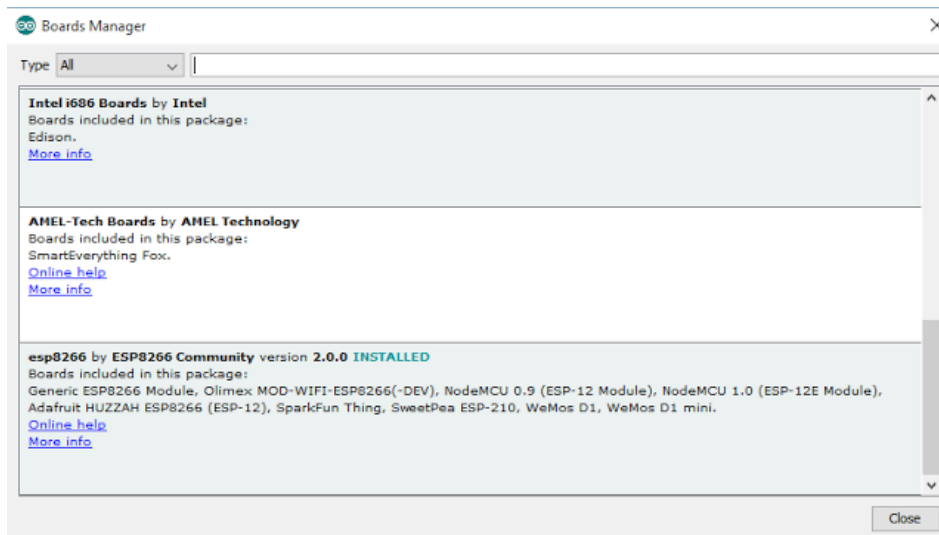 Boards Manager
Type All
Intel i686 Boards by Intel
Boards included in this package:
Edison.
More info
AMEL-Tech Boards by AMEL Technology
Boards included in this package:
SmartEverything Fox.
Online help
More info
esp8266 by ESP8266 Community version 2.0.0 INSTALLED
Boards included in this package:
Generic ESP8266 Module, Olimex MOD-WIFI-ESP8266(-DEV), NodeMCU 0.9 (ESP-12 Module), NodeMCU 1.0 (ESP-12E Module),
Adafruit HUZZAH ESP8266 (ESP-12), SparkFun Thing, SweetPea ESP-210, WeMos D1, WeMos D1 mini.
Online help
More info
Close